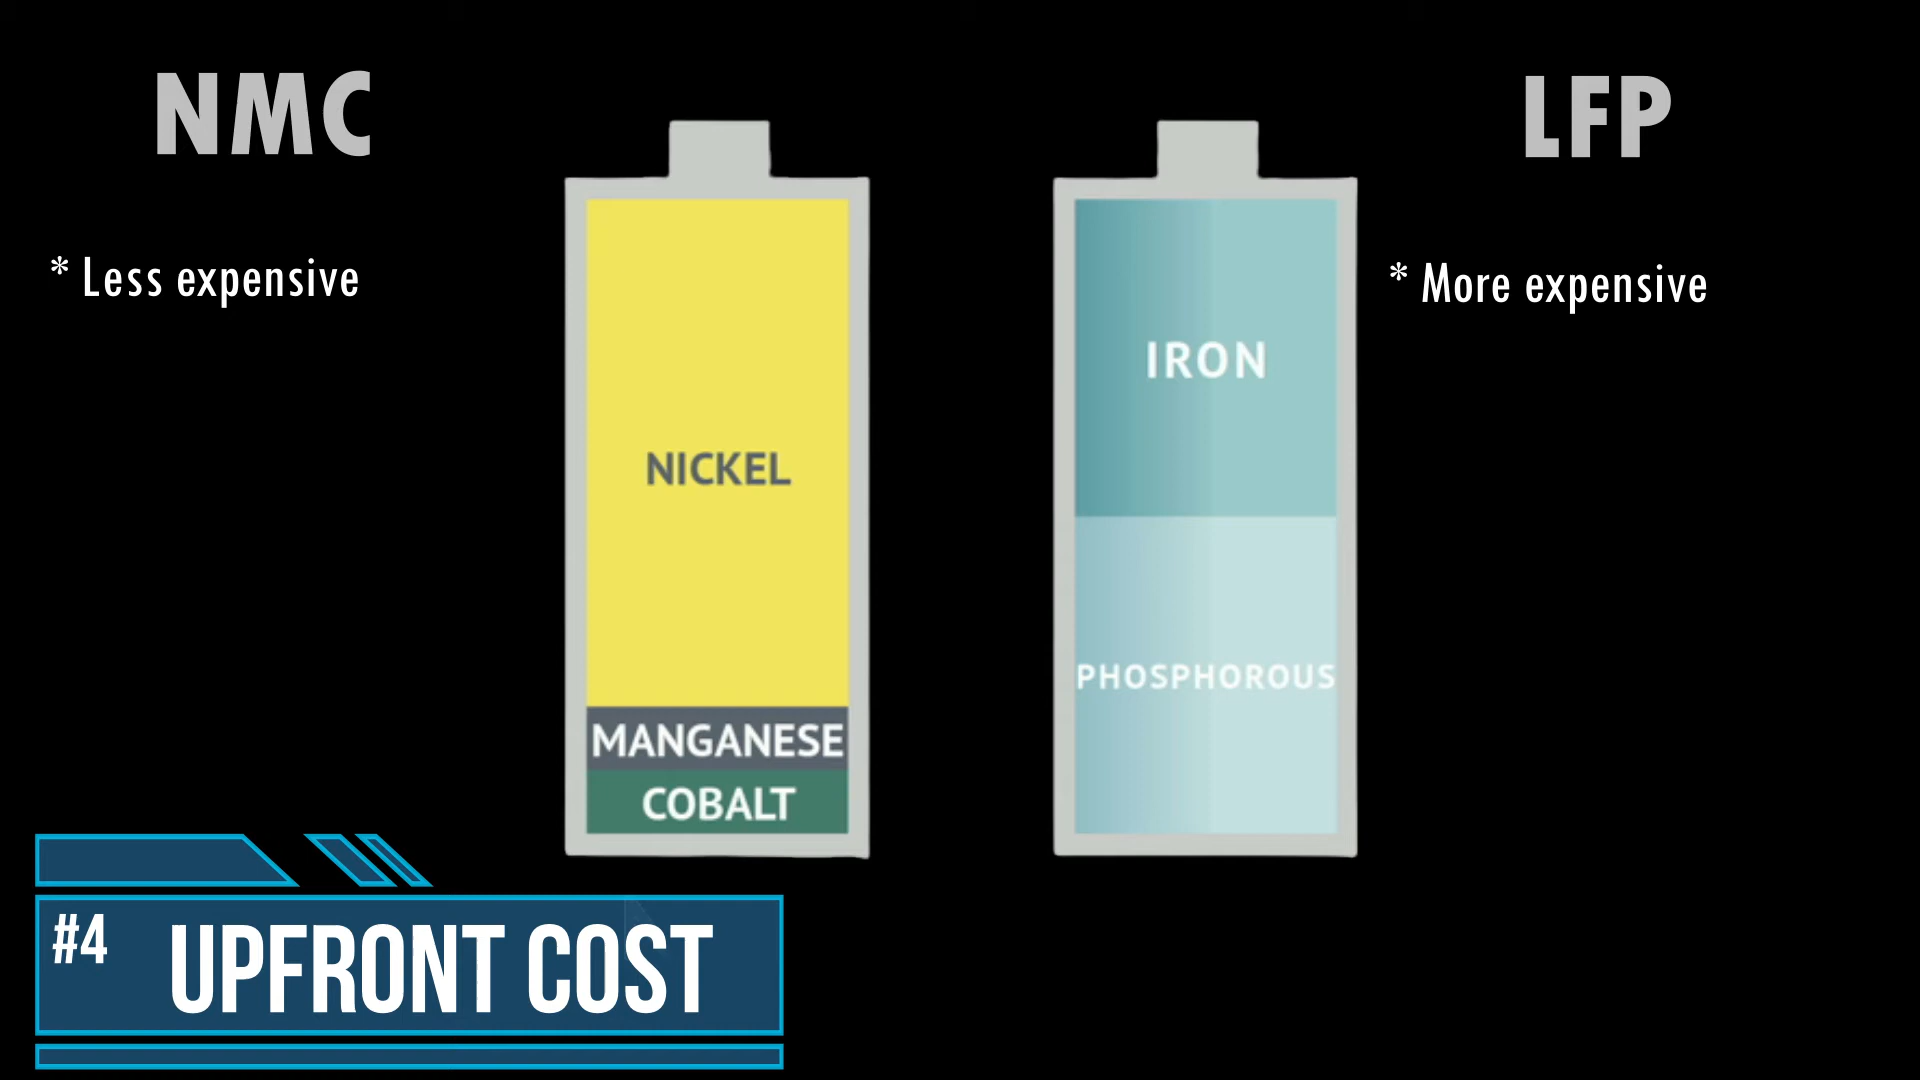 NMC
* Less expensive
NICKEL
MANGANESE
COBALT
LFP
* More expensive
IRON
PHOSPHOROUS
#4 UPFRONT COST